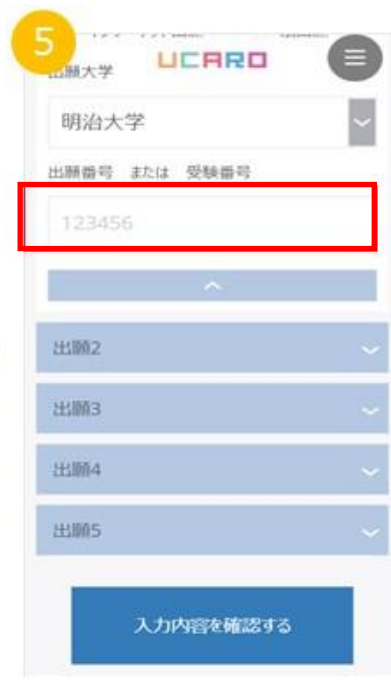 5
UCARO
出願大学
明治大学
出願番号 または 受験番号
123456
出願2
出願3
出願4
出願5
入力内容を確認する